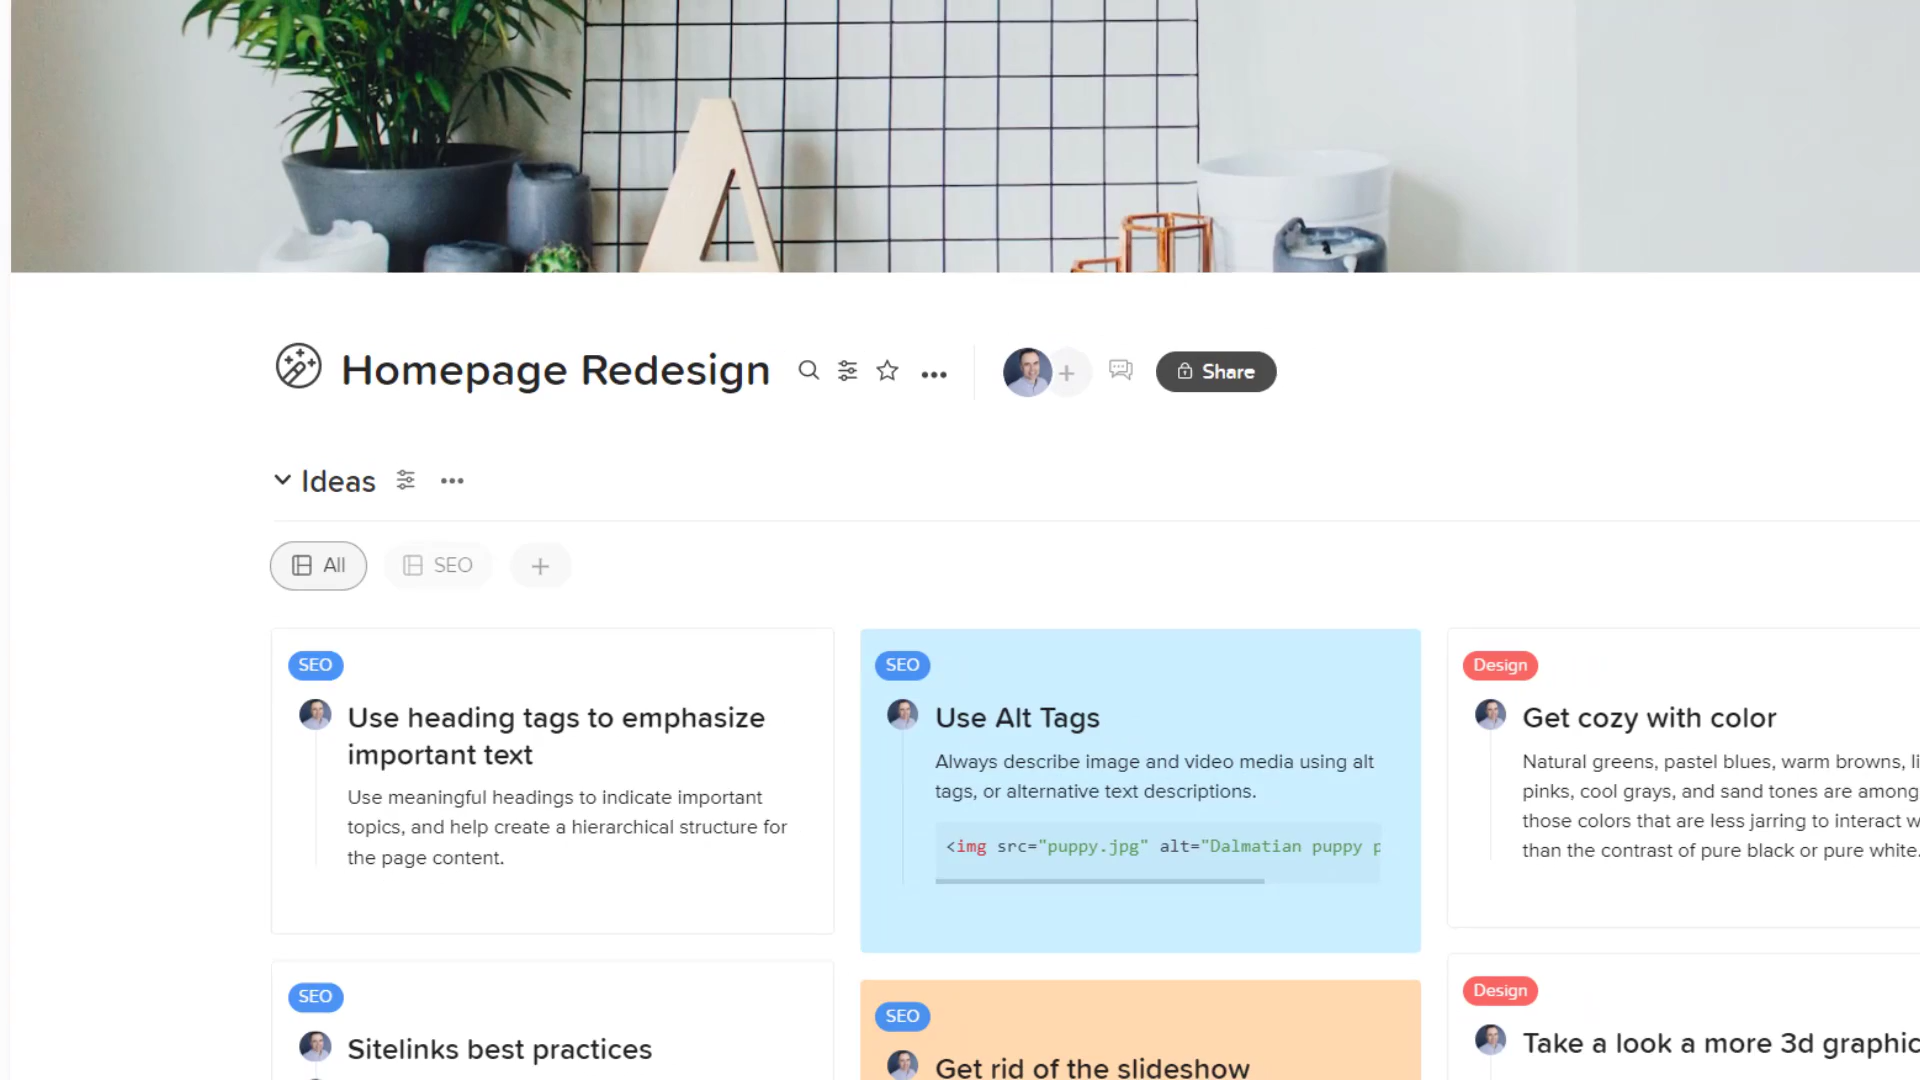 Homepage Redesign
Share
Ideas
All
SEO
SEO
Use heading tags to emphasize
important text
Use meaningful headings to indicate important
topics, and help create a hierarchical structure for
the page content.
SEO
Use Alt Tags
Always describe image and video media using alt
tags, or alternative text descriptions.
<img src="puppy.jpg" alt="Dalmatian puppy p
Design
Get cozy with color
Natural greens, pastel blues, warm browns, li
pinks, cool grays, and sand tones are among
those colors that are less jarring to interact w
than the contrast of pure black or pure white.
SEO
Sitelinks best practices
SEO
Get rid of the slideshow
Design
Take a look a more 3d graphic